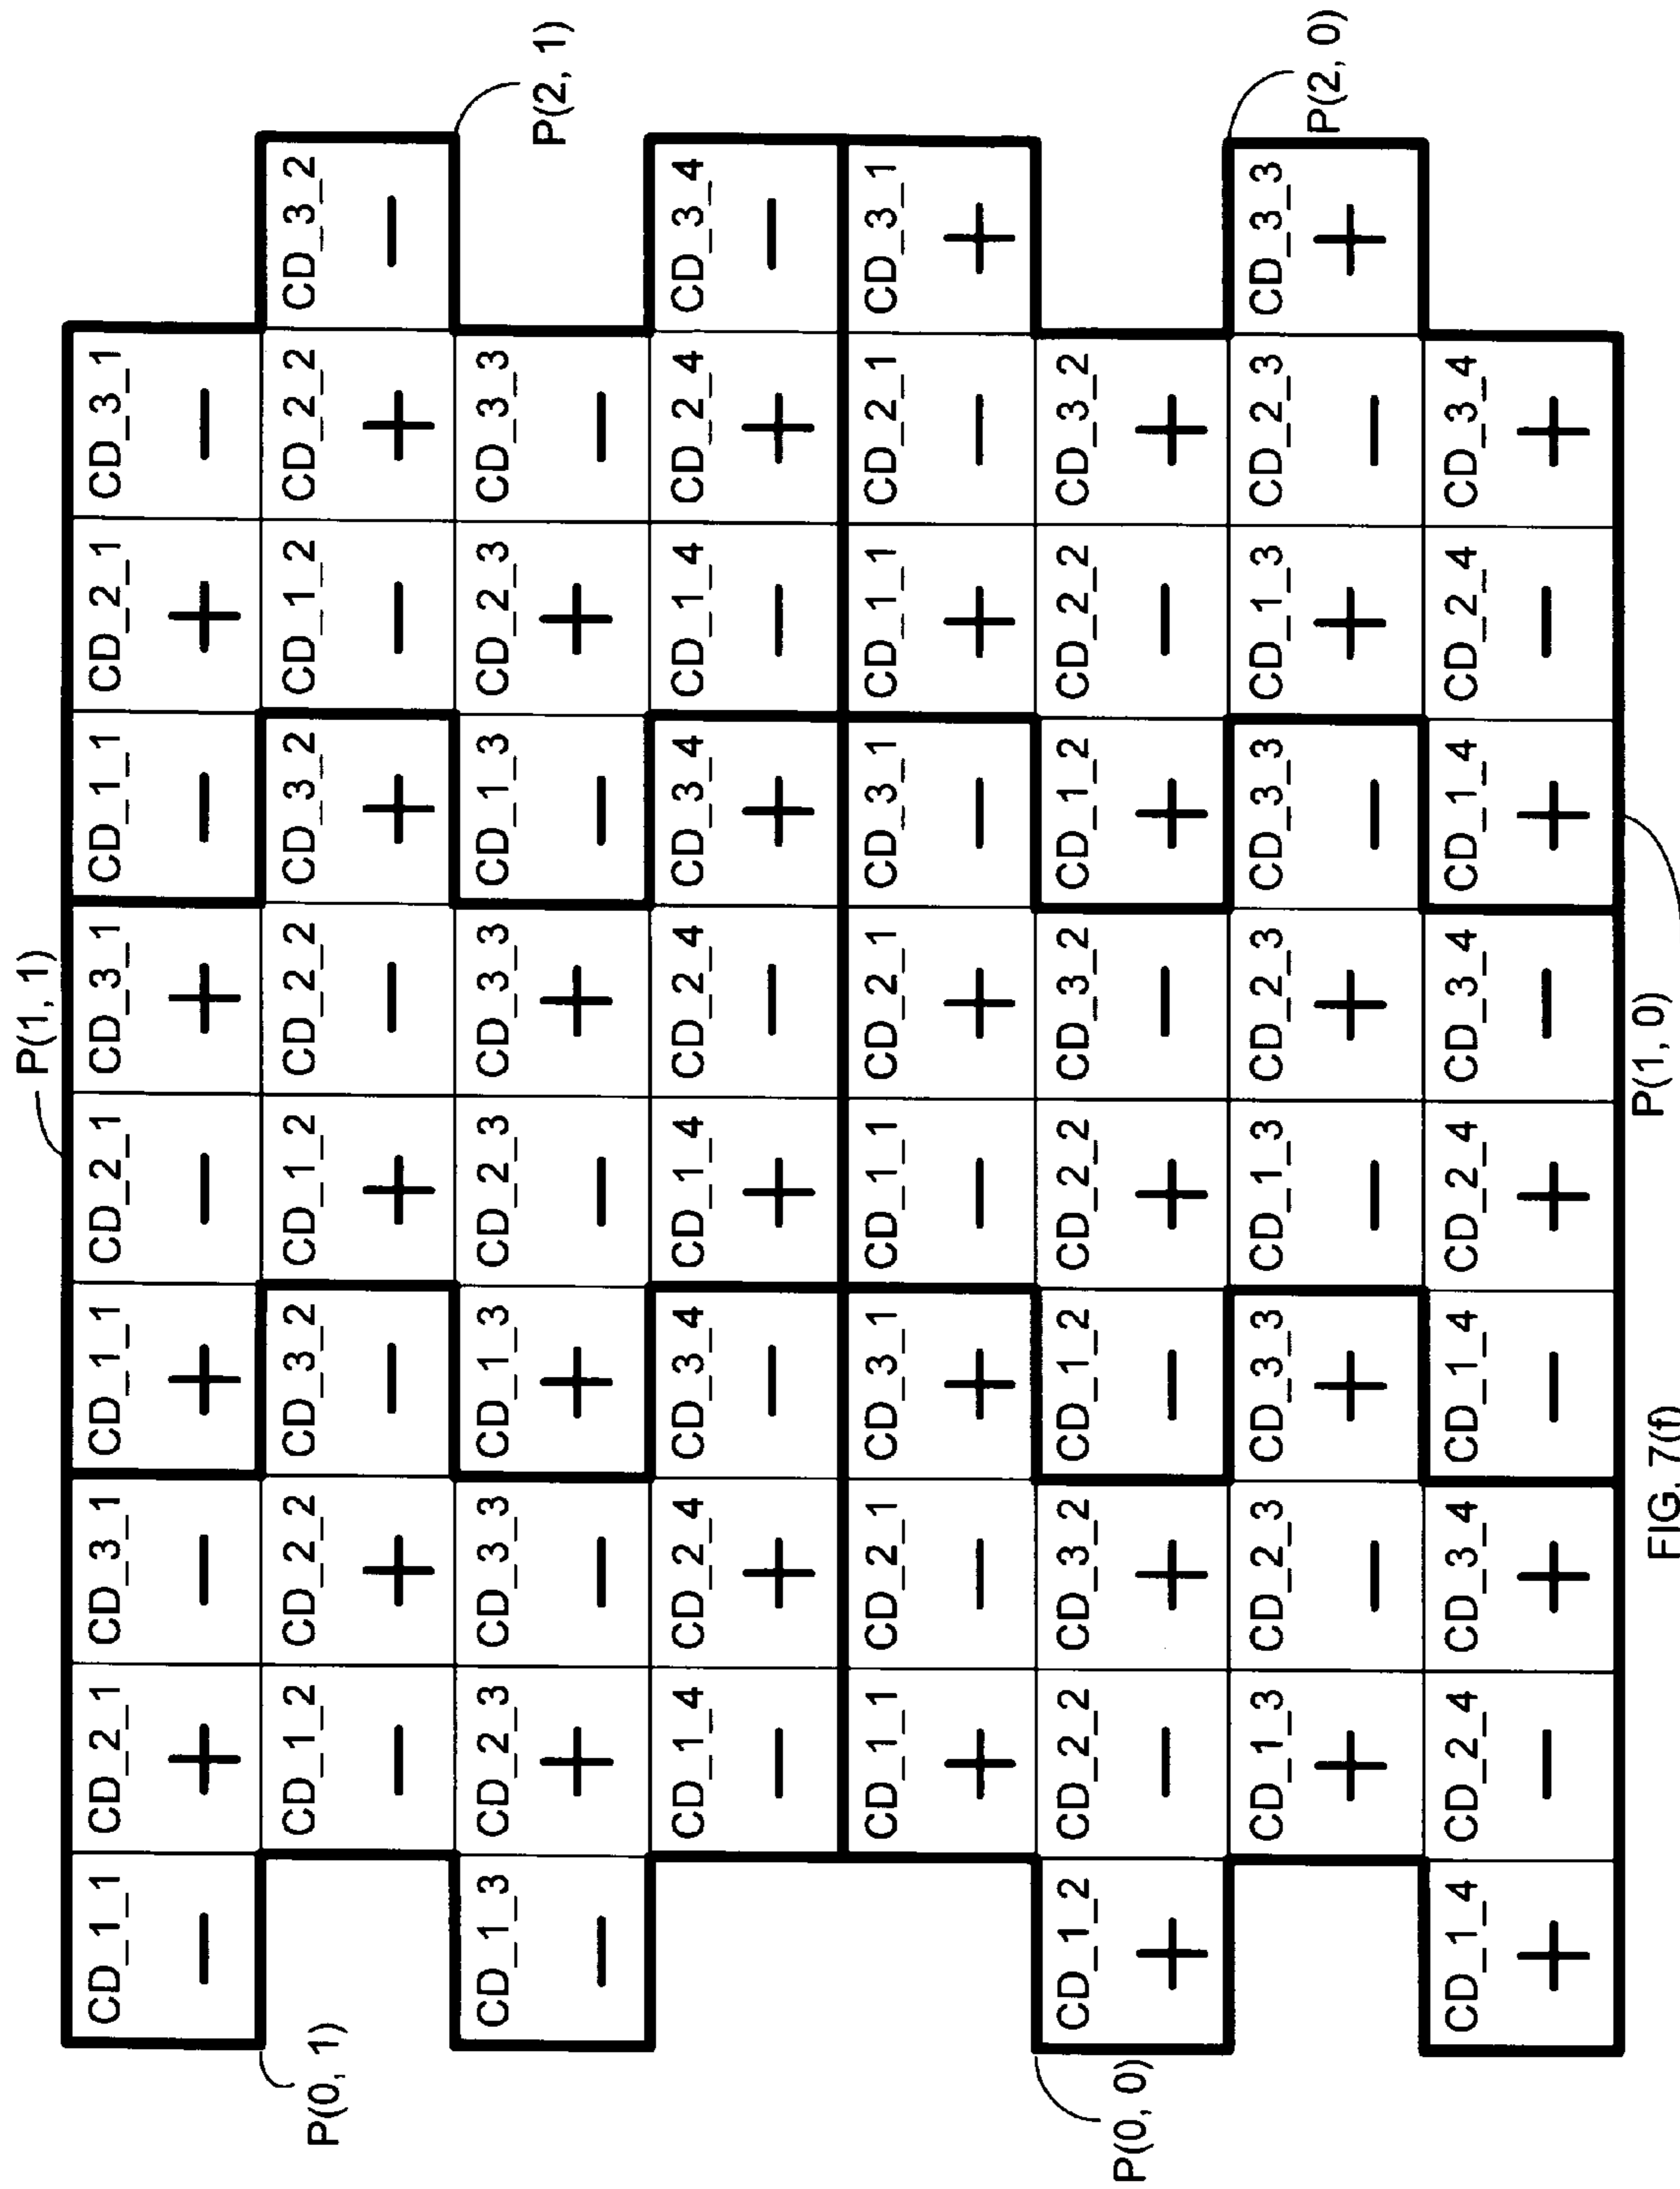 P(1, 1)
CD_1_1 CD_2_1 CD_3_1 CD_1_1 CD_2_1 CD_3_1 CD_1_1 CD_2_1 CD_3_1
− + − + − + − + −
CD_1_2 CD_2_2 CD_3_2 CD_1_2 CD_2_2 CD_3_2 CD_1_2 CD_2_2 CD_3_2
P(0, 1)
− + − + − + − + −
CD_1_3 CD_2_3 CD_3_3 CD_1_3 CD_2_3 CD_3_3 CD_1_3 CD_2_3 CD_3_3
P(2, 1)
− + − + − + − + −
CD_1_4 CD_2_4 CD_3_4 CD_1_4 CD_2_4 CD_3_4 CD_1_4 CD_2_4 CD_3_4
− + − + − + − + −
CD_1_1 CD_2_1 CD_3_1 CD_1_1 CD_2_1 CD_3_1 CD_1_1 CD_2_1 CD_3_1
+ − + − + − + − +
CD_1_2 CD_2_2 CD_3_2 CD_1_2 CD_2_2 CD_3_2 CD_1_2 CD_2_2 CD_3_2
P(0, 0)
+ − + − + − + − +
CD_1_3 CD_2_3 CD_3_3 CD_1_3 CD_2_3 CD_3_3 CD_1_3 CD_2_3 CD_3_3
P(2, 0)
+ − + − + − + − +
CD_1_4 CD_2_4 CD_3_4 CD_1_4 CD_2_4 CD_3_4 CD_1_4 CD_2_4 CD_3_4
+ − + − + − + − +
P(1, 0)
FIG. 7(f)